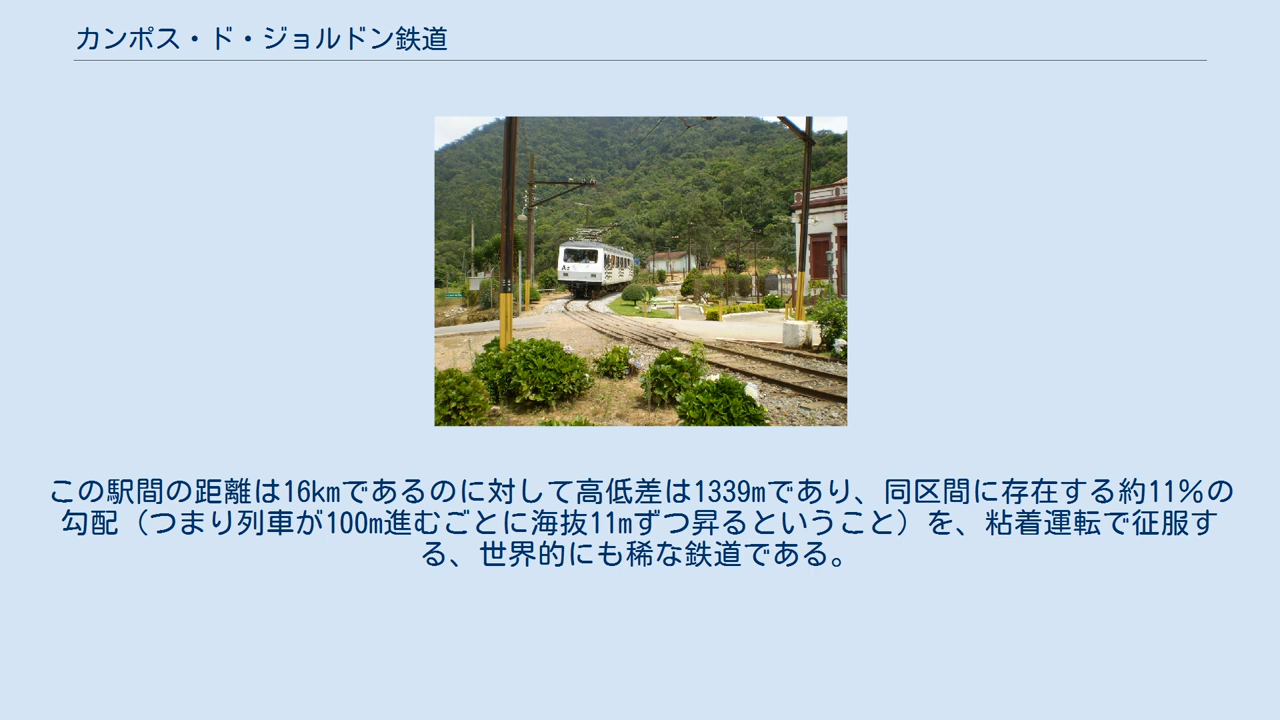 カンポス・ド・ジョルドン鉄道
この駅間の距離は16kmであるのに対して高低差は1339mであり、同区間に存在する約11%の
勾配（つまり列車が100m進むごとに海抜11mずつ昇るということ）を、粘着運転で征服す
る、世界的にも稀な鉄道である。